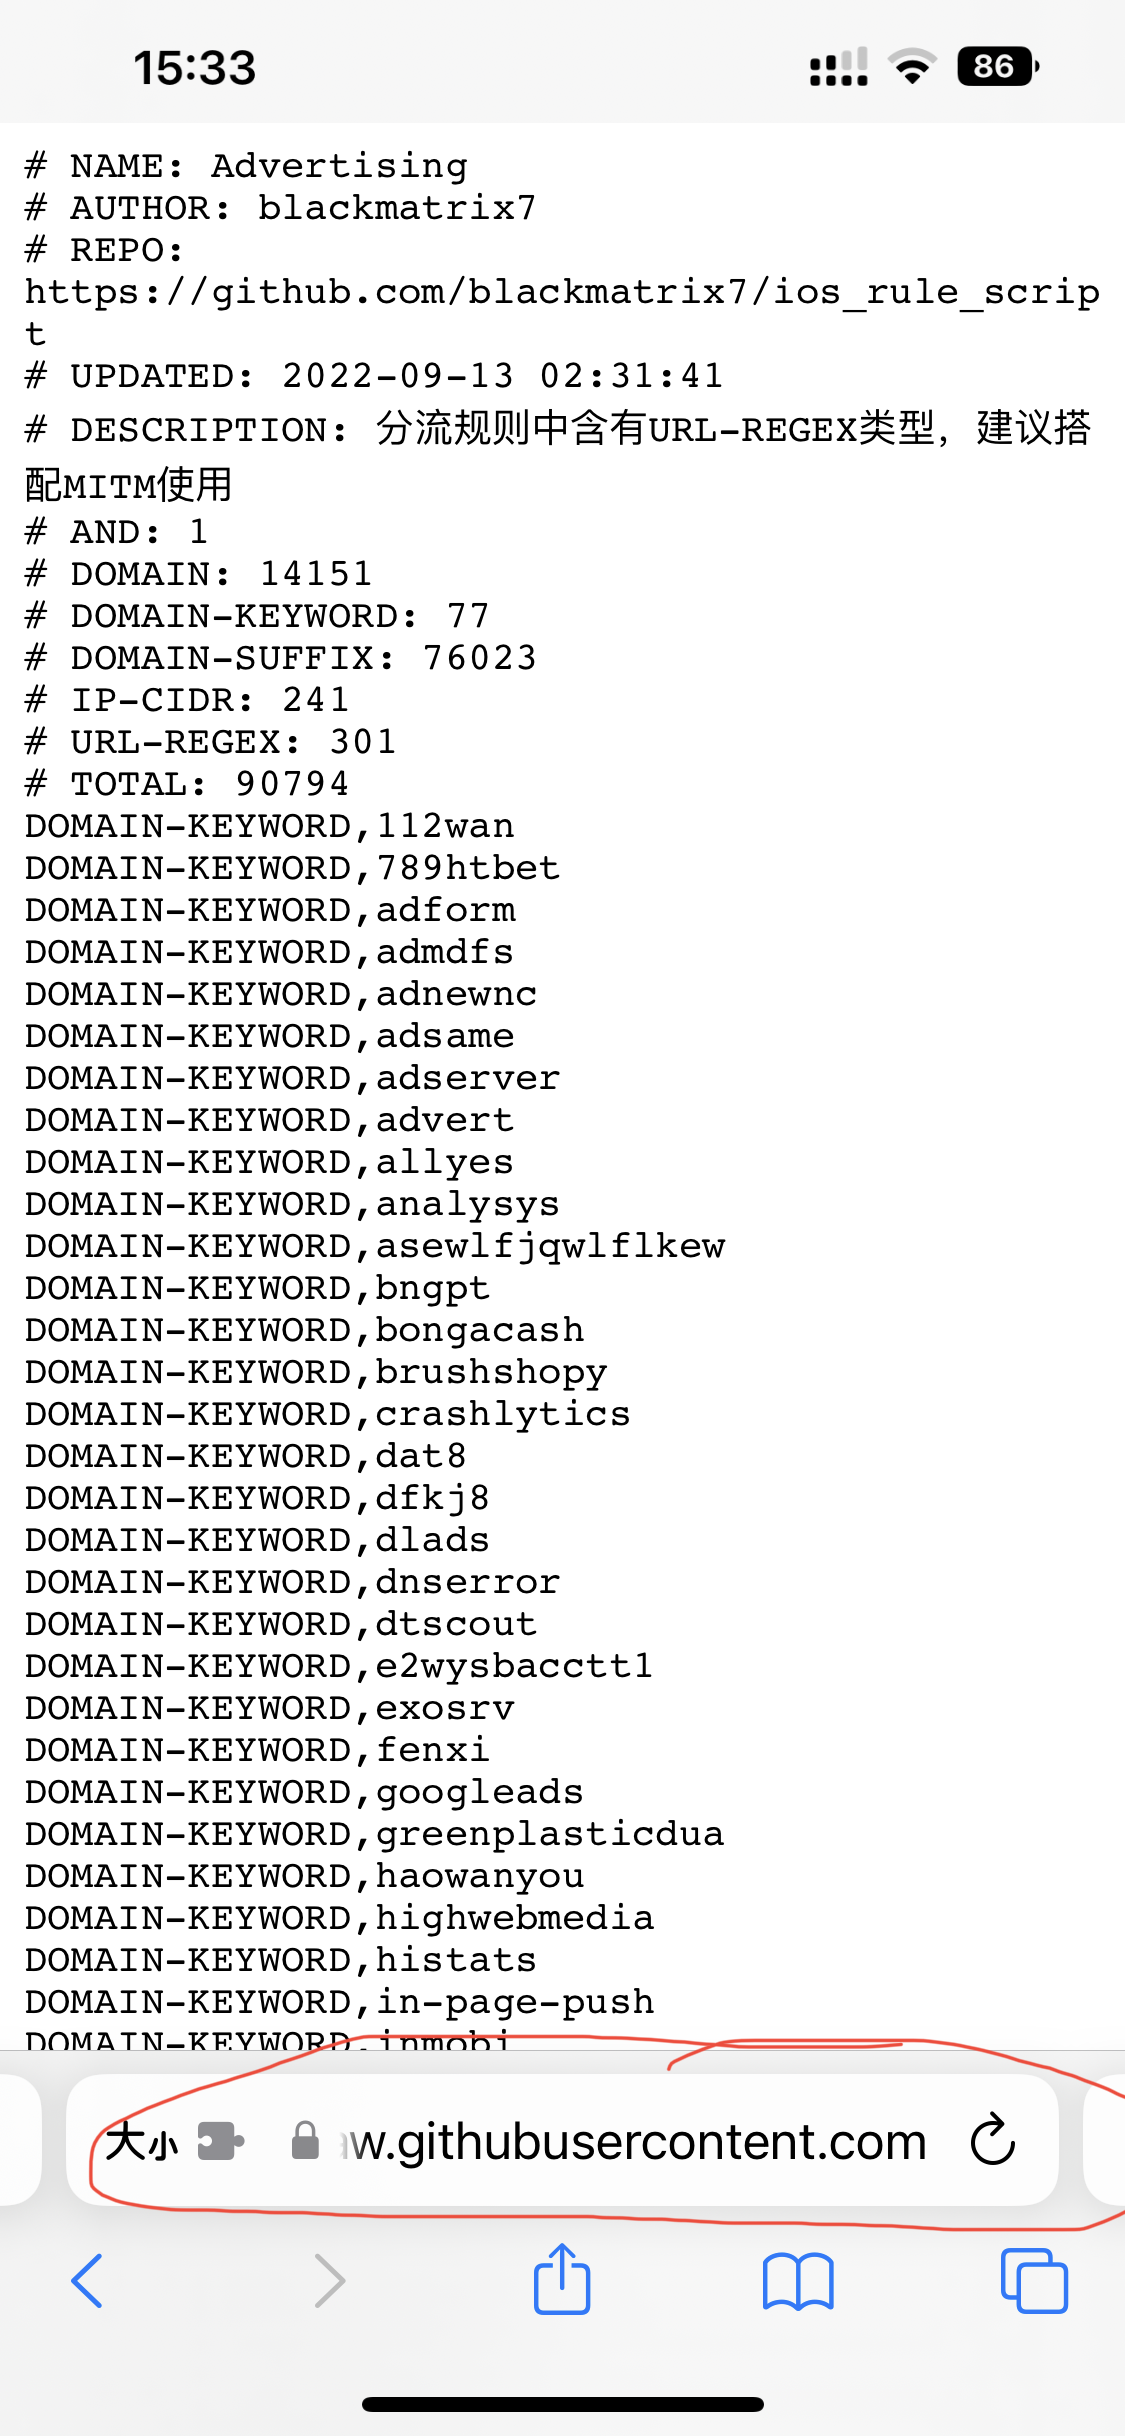 15:33
86
# NAME: Advertising
# AUTHOR: blackmatrix7
# REPO:
https://github.com/blackmatrix7/ios_rule_scrip
t
# UPDATED: 2022-09-13 02:31:41
# DESCRIPTION: 分流规则中含有URL-REGEX类型，建议搭
配MITM使用
# AND: 1
# DOMAIN: 14151
# DOMAIN-KEYWORD: 77
# DOMAIN-SUFFIX: 76023
# IP-CIDR: 241
# URL-REGEX: 301
# TOTAL: 90794
DOMAIN-KEYWORD,112wan
DOMAIN-KEYWORD,789htbet
DOMAIN-KEYWORD,adform
DOMAIN-KEYWORD,admdfs
DOMAIN-KEYWORD,adnewnc
DOMAIN-KEYWORD,adsame
DOMAIN-KEYWORD,adserver
DOMAIN-KEYWORD,advert
DOMAIN-KEYWORD,allyes
DOMAIN-KEYWORD,analysys
DOMAIN-KEYWORD,asewlfjqwlflkew
DOMAIN-KEYWORD,bngpt
DOMAIN-KEYWORD,bongacash
DOMAIN-KEYWORD,brushshopy
DOMAIN-KEYWORD,crashlytics
DOMAIN-KEYWORD,dat8
DOMAIN-KEYWORD,dfkj8
DOMAIN-KEYWORD,dlads
DOMAIN-KEYWORD,dnserror
DOMAIN-KEYWORD,dtscout
DOMAIN-KEYWORD,e2wysbacctt1
DOMAIN-KEYWORD,exosrv
DOMAIN-KEYWORD,fenxi
DOMAIN-KEYWORD,googleads
DOMAIN-KEYWORD,greenplasticdua
DOMAIN-KEYWORD,haowanyou
DOMAIN-KEYWORD,highwebmedia
DOMAIN-KEYWORD,histats
DOMAIN-KEYWORD,in-page-push
DOMAIN-KEYWORD,inmobi
大小 w.githubusercontent.com